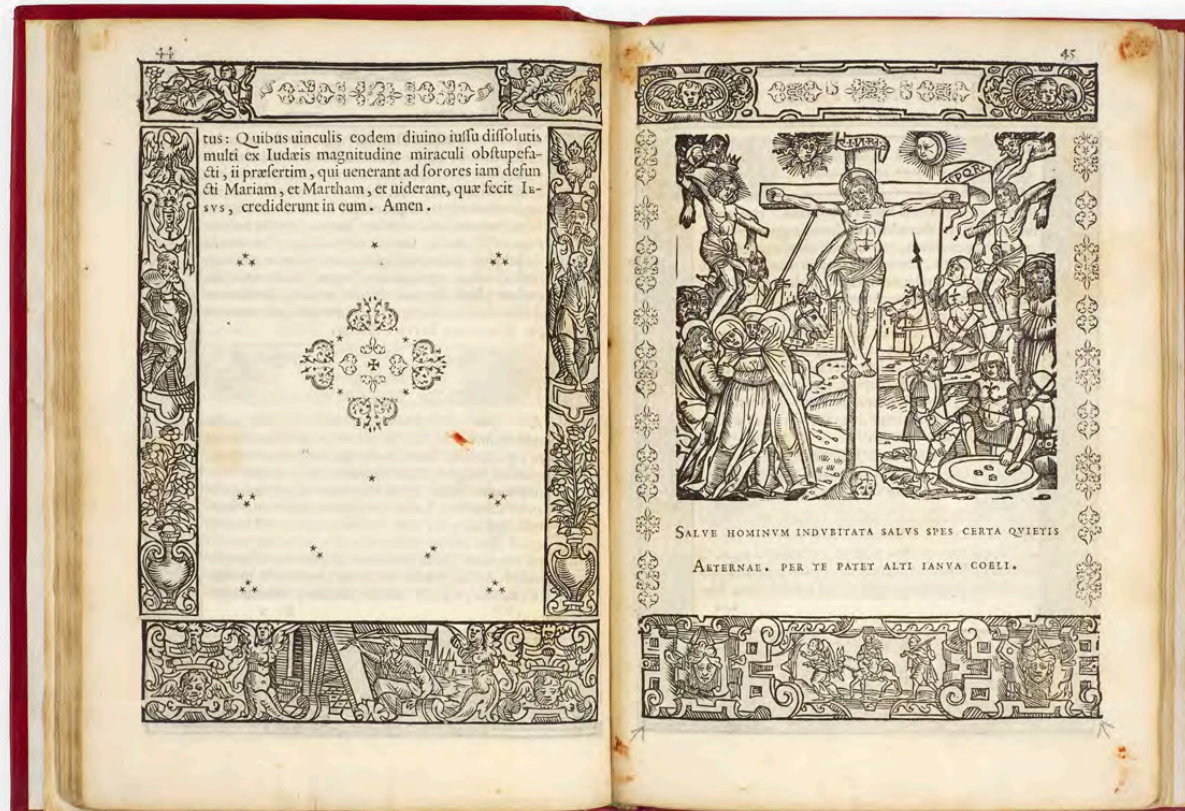 44
tus: Quibus uinculis eodem diuino iuſſu diſſolutis
multi ex Iudæis magnitudine miraculi obſtupefa-
cti, ii præſertim, qui uenerant ad ſorores iam defun
cti Mariam, et Martham, et uiderant, quæ fecit IE-
SVS, crediderunt in eum. Amen.
45
I·N·R·I
SPQR
SALVE HOMINVM INDVBITATA SALVS SPES CERTA QVIETIS
AETERNAE. PER TE PATET ALTI IANVA COELI.